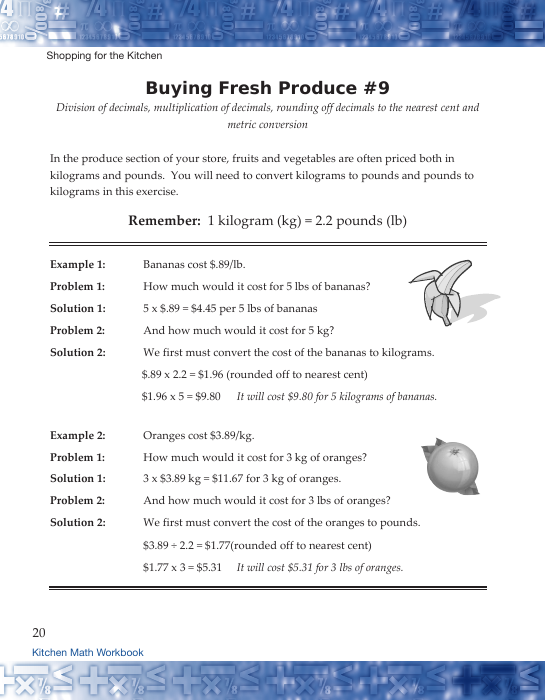 Shopping for the Kitchen
Buying Fresh Produce #9
Division of decimals, multiplication of decimals, rounding off decimals to the nearest cent and
metric conversion
In the produce section of your store, fruits and vegetables are often priced both in
kilograms and pounds.  You will need to convert kilograms to pounds and pounds to
kilograms in this exercise.
Remember:  1 kilogram (kg) = 2.2 pounds (lb)
Example 1: Bananas cost $.89/lb.
Problem 1: How much would it cost for 5 lbs of bananas?
Solution 1: 5 x $.89 = $4.45 per 5 lbs of bananas
Problem 2: And how much would it cost for 5 kg?
Solution 2: We first must convert the cost of the bananas to kilograms.
$.89 x 2.2 = $1.96 (rounded off to nearest cent)
$1.96 x 5 = $9.80 It will cost $9.80 for 5 kilograms of bananas.
Example 2: Oranges cost $3.89/kg.
Problem 1: How much would it cost for 3 kg of oranges?
Solution 1: 3 x $3.89 kg = $11.67 for 3 kg of oranges.
Problem 2: And how much would it cost for 3 lbs of oranges?
Solution 2: We first must convert the cost of the oranges to pounds.
$3.89 ÷ 2.2 = $1.77(rounded off to nearest cent)
$1.77 x 3 = $5.31 It will cost $5.31 for 3 lbs of oranges.
20
Kitchen Math Workbook